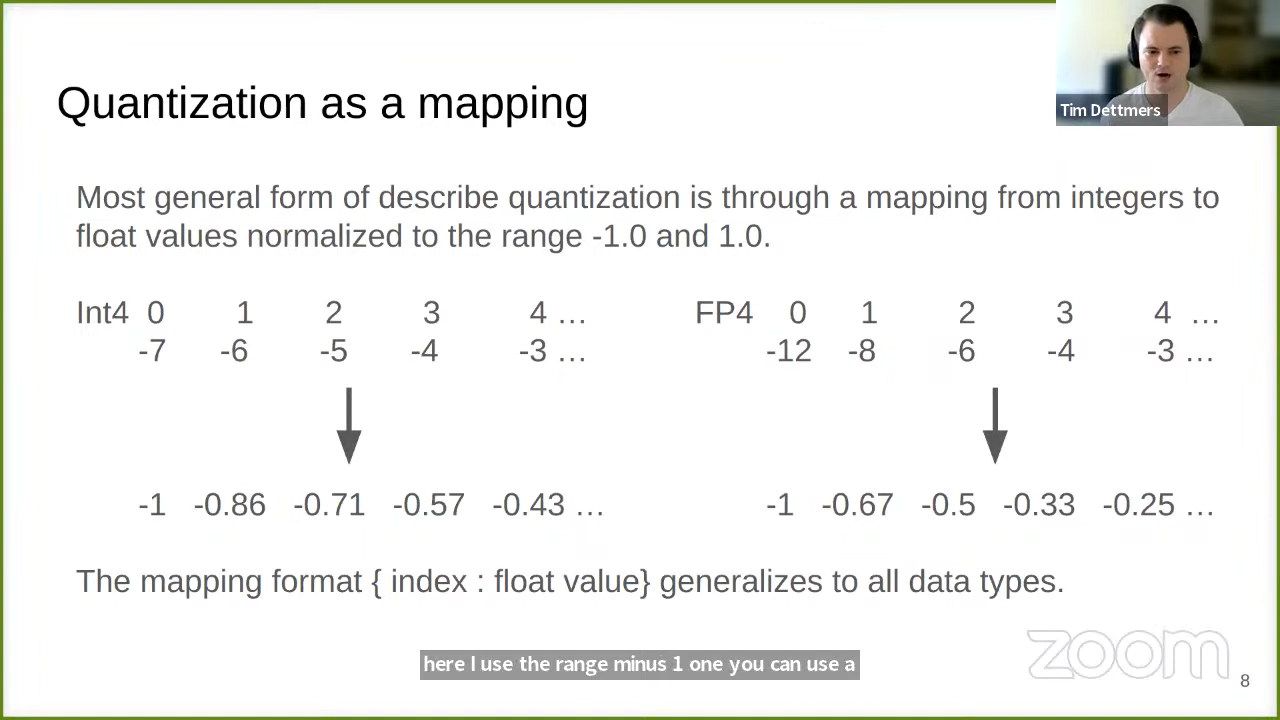 Quantization as a mapping
Tim Dettmers
Most general form of describe quantization is through a mapping from integers to
float values normalized to the range -1.0 and 1.0.
Int4 0 1 2 3 4 …
-7 -6 -5 -4 -3 …
-1 -0.86 -0.71 -0.57 -0.43 …
FP4 0 1 2 3 4 …
-12 -8 -6 -4 -3 …
-1 -0.67 -0.5 -0.33 -0.25 …
The mapping format { index : float value} generalizes to all data types.
here I use the range minus 1 one you can use a
zoom
8